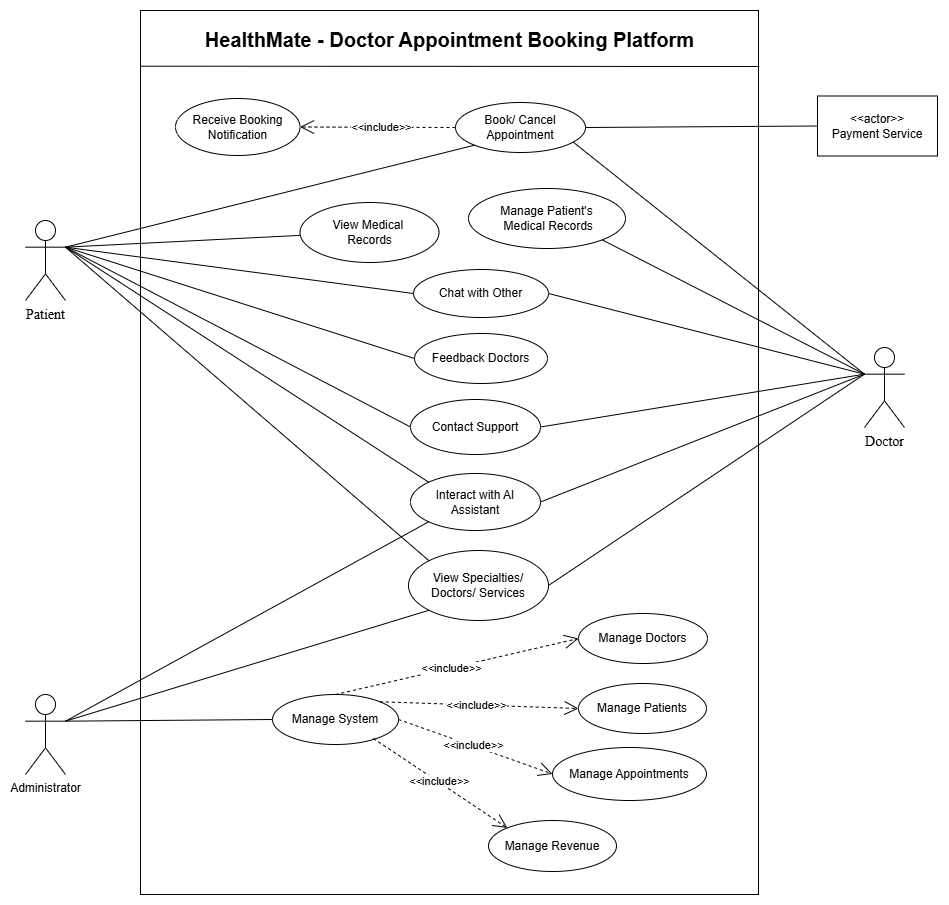 HealthMate - Doctor Appointment Booking Platform
Receive Booking
Notification
<<include>>
Book/ Cancel
Appointment
<<actor>>
Payment Service
View Medical
Records
Manage Patient's
Medical Records
Patient
Chat with Other
Feedback Doctors
Doctor
Contact Support
Interact with AI
Assistant
View Specialties/
Doctors/ Services
Manage Doctors
<<include>>
Manage Patients
<<include>>
Manage System
<<include>>
Manage Appointments
<<include>>
Administrator
Manage Revenue